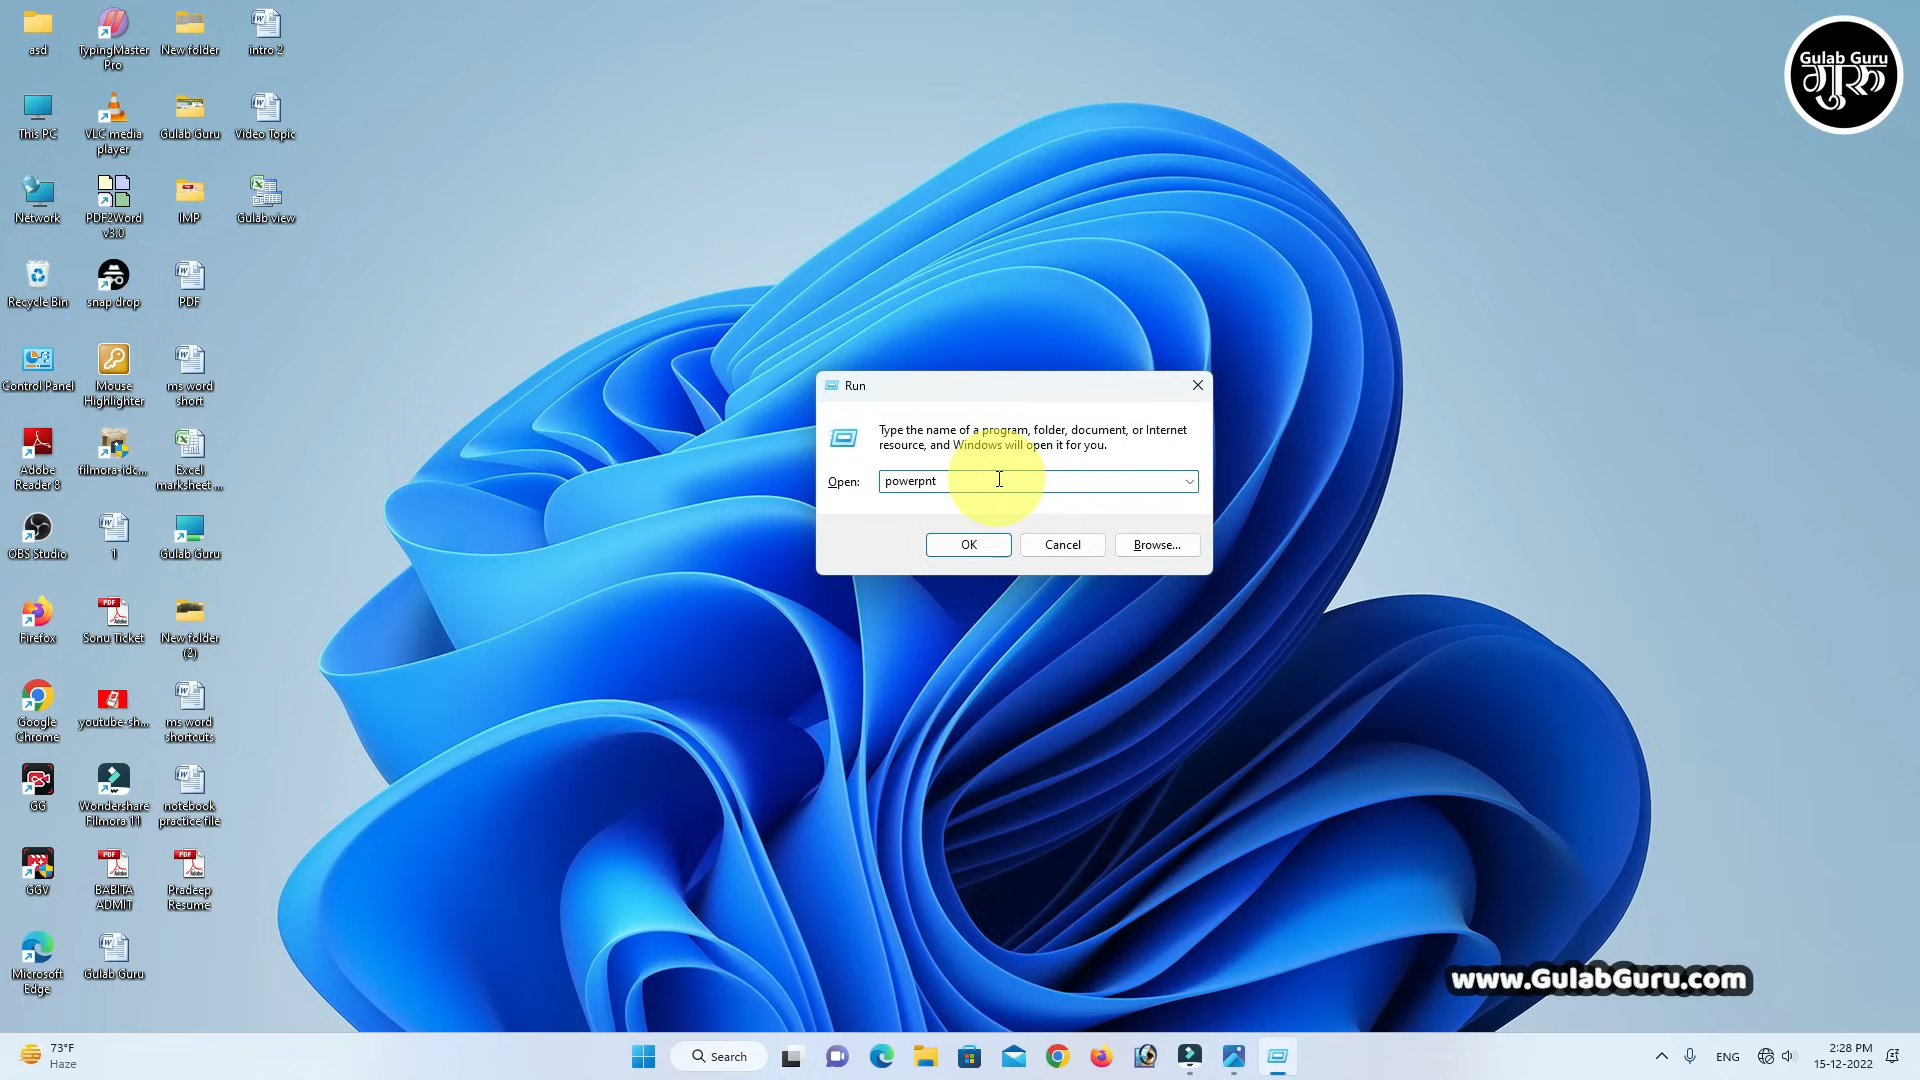 asd
TypingMaster
Pro
New folder
intro 2
This PC
VLC media
player
Gulab Guru
Video Topic
Network
PDF2Word
v3.0
IMP
Gulab view
Recycle Bin
snap drop
PDF
Control Panel
Mouse
Highlighter
ms word
short
Adobe
Reader 8
filmora-idc...
Excel
marksheet ...
OBS Studio
1
Gulab Guru
Firefox
Sonu Ticket
New folder
(2)
Google
Chrome
youtube-sh...
ms word
shortcuts
GG
Wondershare
Filmora 11
notebook
practice file
GGV
BABITA
ADMIT
Pradeep
Resume
Microsoft
Edge
Gulab Guru
Gulab Guru
गुरु
Run
Type the name of a program, folder, document, or Internet
resource, and Windows will open it for you.
Open:
powerpnt
OK
Cancel
Browse...
www.GulabGuru.com
73°F
Haze
Search
ENG
2:28 PM
15-12-2022